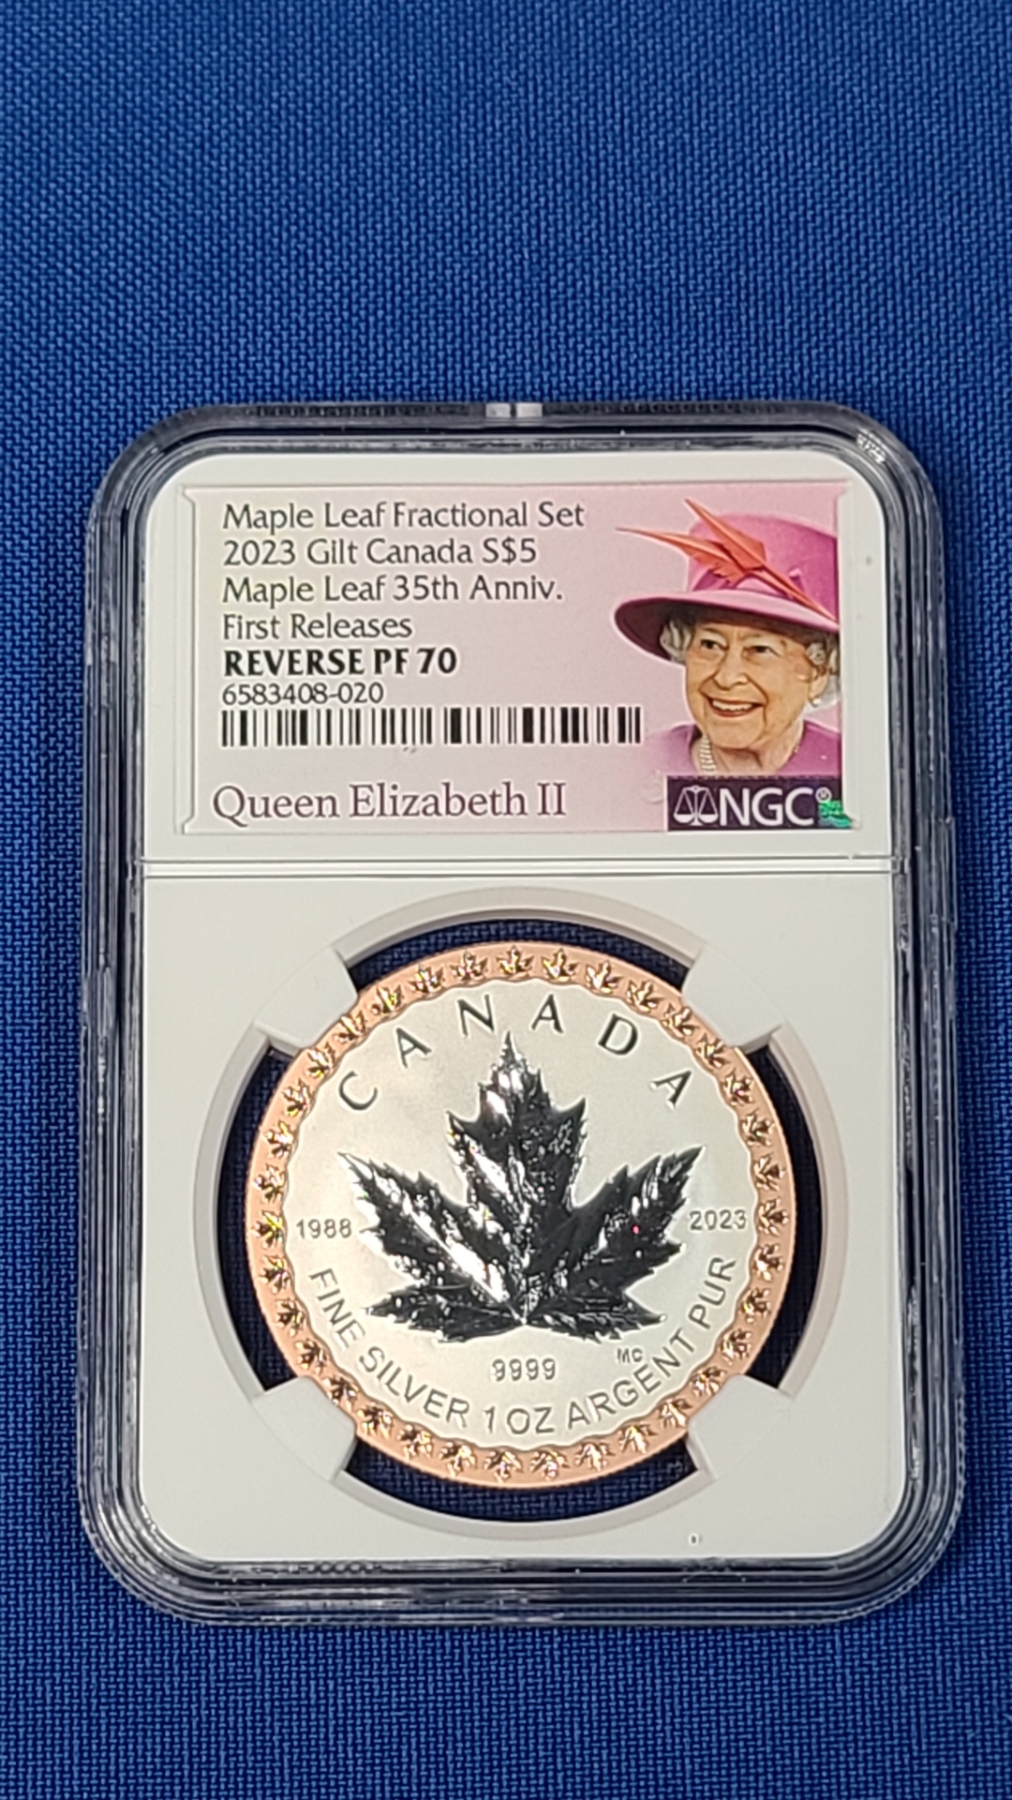 Maple Leaf Fractional Set
2023 Gilt Canada S$5
Maple Leaf 35th Anniv.
First Releases
REVERSE PF 70
6583408-020
Queen Elizabeth II
NGC®
CANADA
1988
2023
FINE SILVER 1 OZ ARGENT PUR
9999
MC